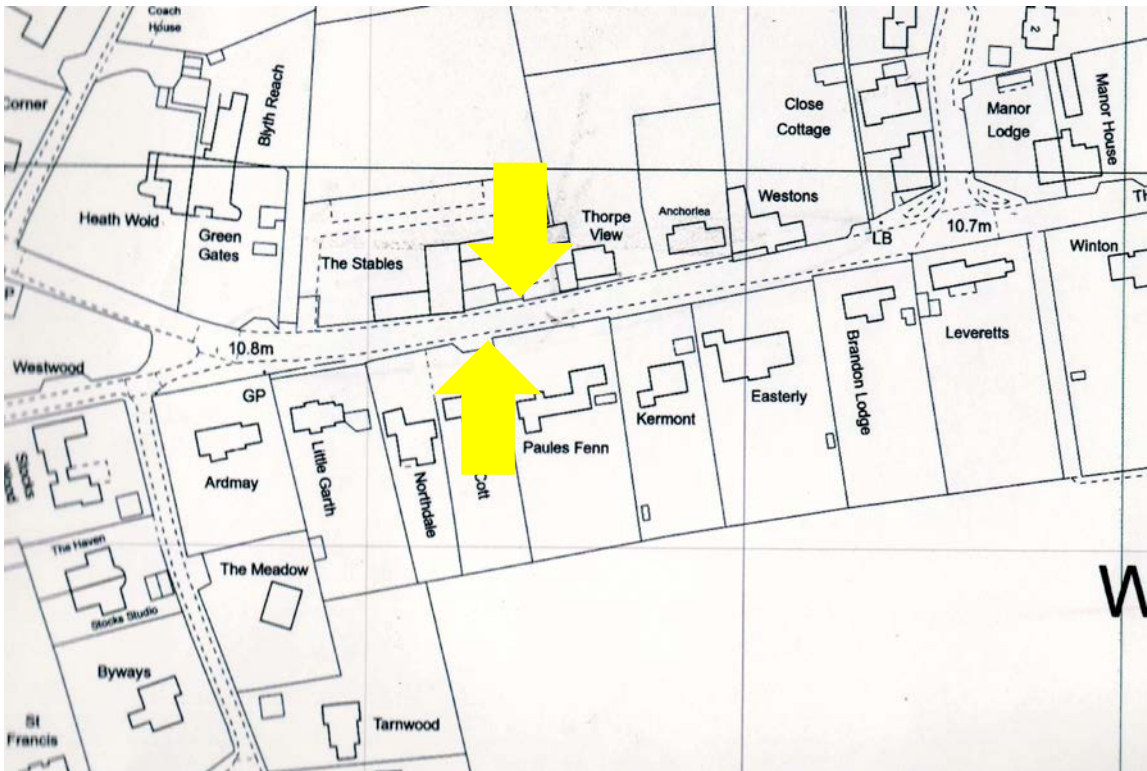 Coach
House
2
1
Blyth Reach
Corner
Close
Cottage
Manor
Lodge
Manor House
Heath Wold
Green
Gates
The Stables
Thorpe
View
Anchorlea
Westons
LB
10.7m
Winton
10.8m
Westwood
GP
Ardmay
Little Garth
Northdale
Cott
Paules Fenn
Kermont
Easterly
Brandon Lodge
Leveretts
Stocks
The Haven
Stocks Studio
The Meadow
Byways
St
Francis
Tarnwood
W